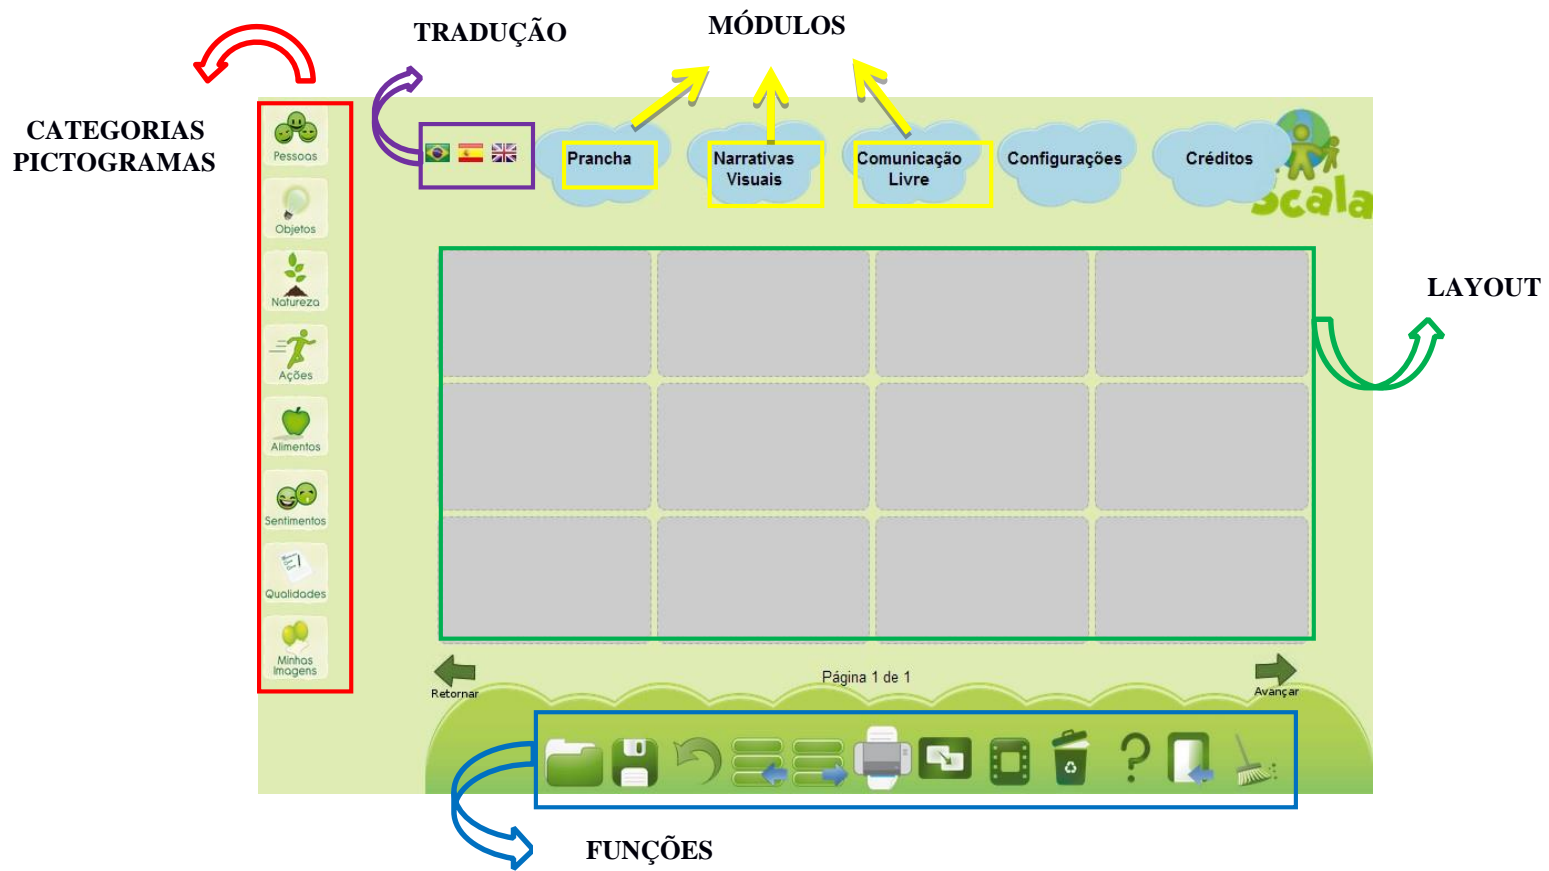 TRADUÇÃO
MÓDULOS
CATEGORIAS
PICTOGRAMAS
Pessoas
Objetos
Natureza
Ações
Alimentos
Sentimentos
Qualidades
Minhas
Imagens
Prancha
Narrativas
Visuais
Comunicação
Livre
Configurações
Créditos
Scala
LAYOUT
Retornar
Página 1 de 1
Avançar
?
FUNÇÕES